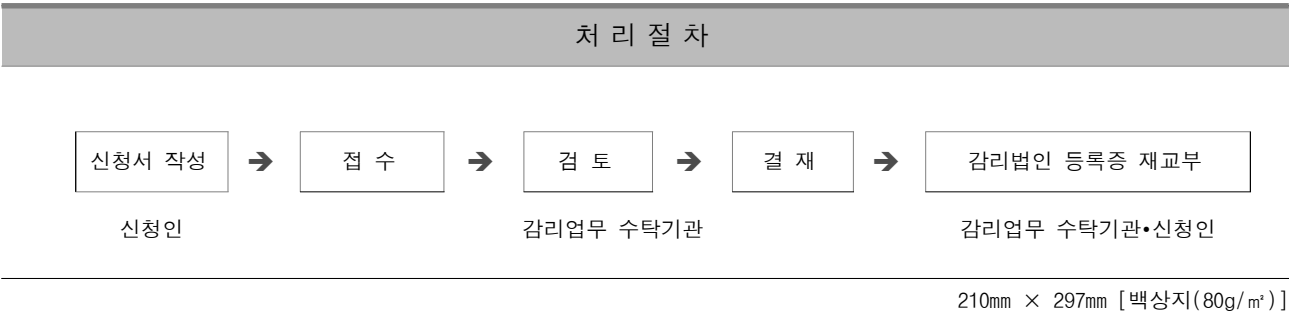 처 리 절 차
신청서 작성 ➔ 접 수 ➔ 검 토 ➔ 결 재 ➔ 감리법인 등록증 재교부
신청인 감리업무 수탁기관 감리업무 수탁기관•신청인
210㎜ × 297㎜ [백상지(80g/㎡)]